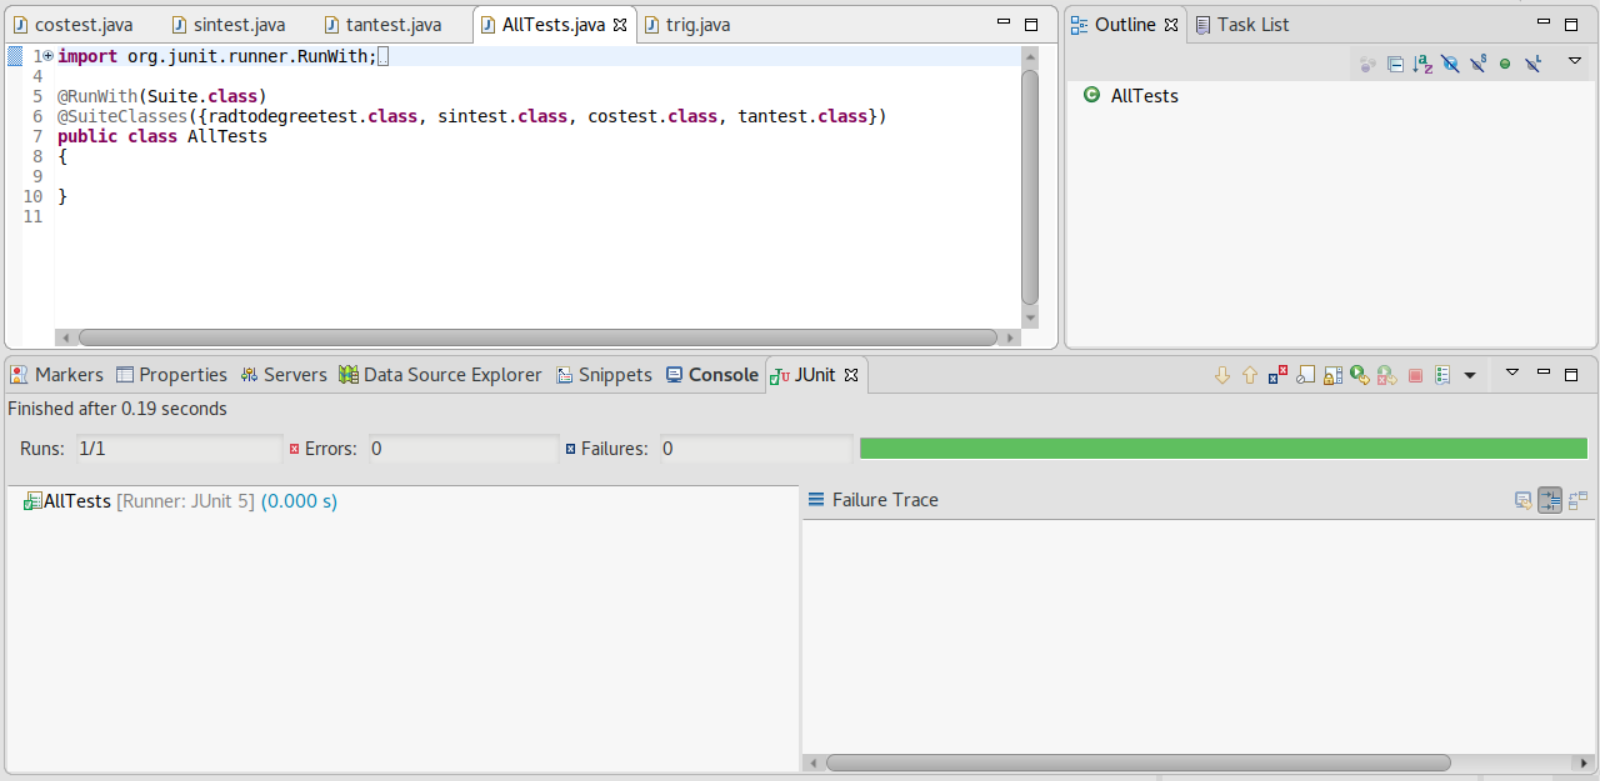 costest.java sintest.java tantest.java AllTests.java trig.java
1 import org.junit.runner.RunWith;
4
5 @RunWith(Suite.class)
6 @SuiteClasses({radtodegreetest.class, sintest.class, costest.class, tantest.class})
7 public class AllTests
8 {
9
10 }
11
Outline Task List
AllTests
Markers Properties Servers Data Source Explorer Snippets Console JUnit
Finished after 0.19 seconds
Runs: 1/1 Errors: 0 Failures: 0
AllTests [Runner: JUnit 5] (0.000 s)
Failure Trace